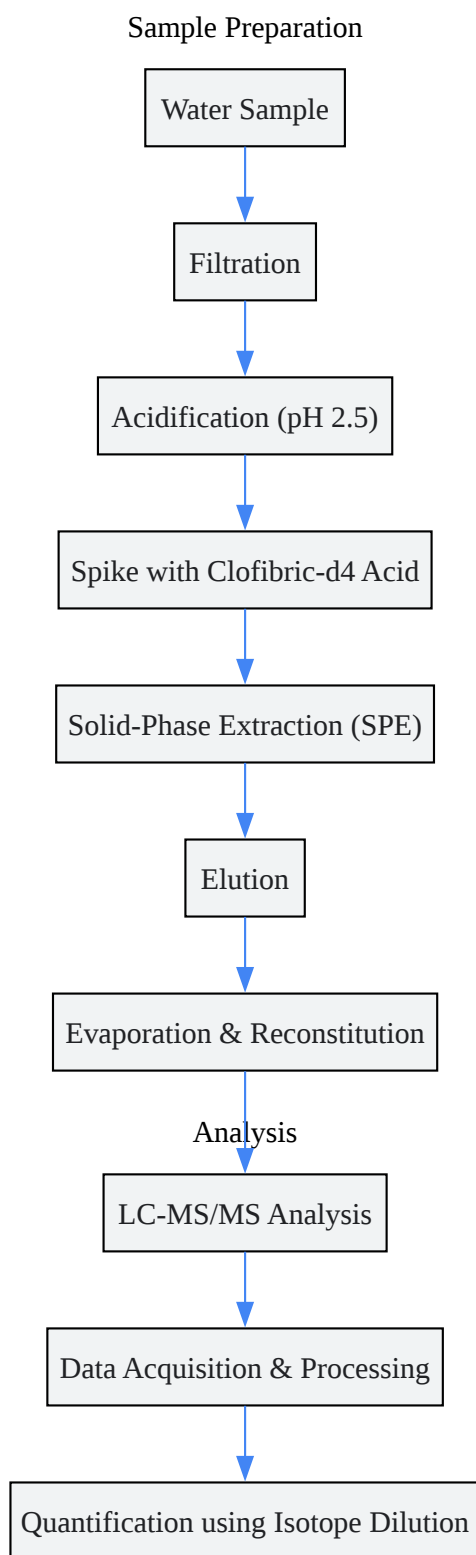 Sample Preparation
Water Sample
Filtration
Acidification (pH 2.5)
Spike with Clofibric-d4 Acid
Solid-Phase Extraction (SPE)
Elution
Evaporation & Reconstitution
Analysis
LC-MS/MS Analysis
Data Acquisition & Processing
Quantification using Isotope Dilution